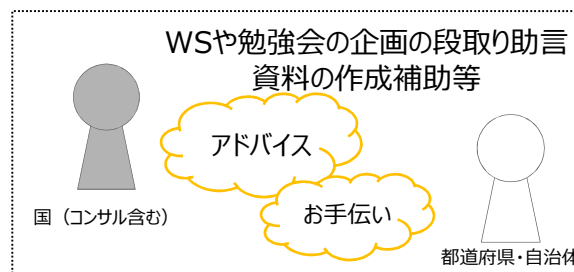 WSや勉強会の企画の段取り助言
資料の作成補助等
アドバイス
お手伝い
国（コンサル含む）
都道府県・自治体